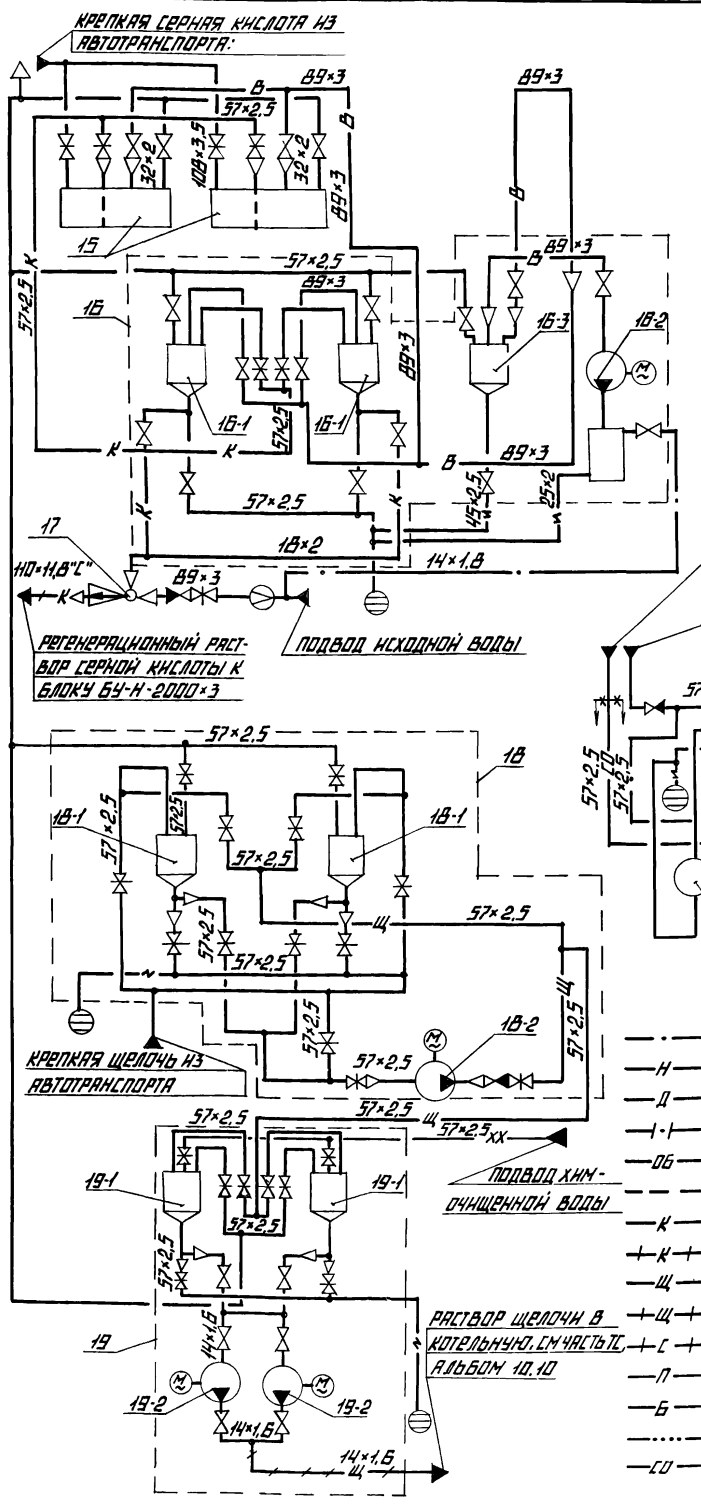 КРЕПКАЯ СЕРНАЯ КИСЛОТА ИЗ
АВТОТРАНСПОРТА:
89×3
89×3
В
57×2,5
В
108×3,5
32×2
32×2
89×3
В
15
К
57×2,5
57×2,5
В
89×3
16
89×3
16-3
18-2
М
89×3
16-1
16-1
57×2,5
К
К
В
89×3
К
К
45×2,5
25×2
57×2,5
17
18×2
14×1,8
110×11,8"С"
К
89×3
РЕГЕНЕРАЦИОННЫЙ РАСТ-
ВОР СЕРНОЙ КИСЛОТЫ К
БЛОКУ БУ-Н-2000×3
ПОДВОД ИСХОДНОЙ ВОДЫ
57
57×2,5
СО
57×2,5
57×2,5
18
57×2,5
57×2,5
18-1
18-1
57×2,5
57×2,5
57×2,5
Щ
57×2,5
57×2,5
57×2,5
Щ
57×2,5
М
18-2
57×2,5
КРЕПКАЯ ЩЕЛОЧЬ ИЗ
АВТОТРАНСПОРТА
57×2,5
Щ
57×2,5
57×2,5
ХХ
ПОДВОД ХИМ-
ОЧИЩЕННОЙ ВОДЫ
19-1
19-1
57×2,5
57×2,5
19
14×1,6
М
М
19-2
19-2
14×1,6
14×1,6
Щ
РАСТВОР ЩЕЛОЧИ В
КОТЕЛЬНУЮ. СМ ЧАСТЬ ТС,
АЛЬБОМ 10.10
Н
Д
ОБ
К
К
Щ
Щ
С
П
Б
СО